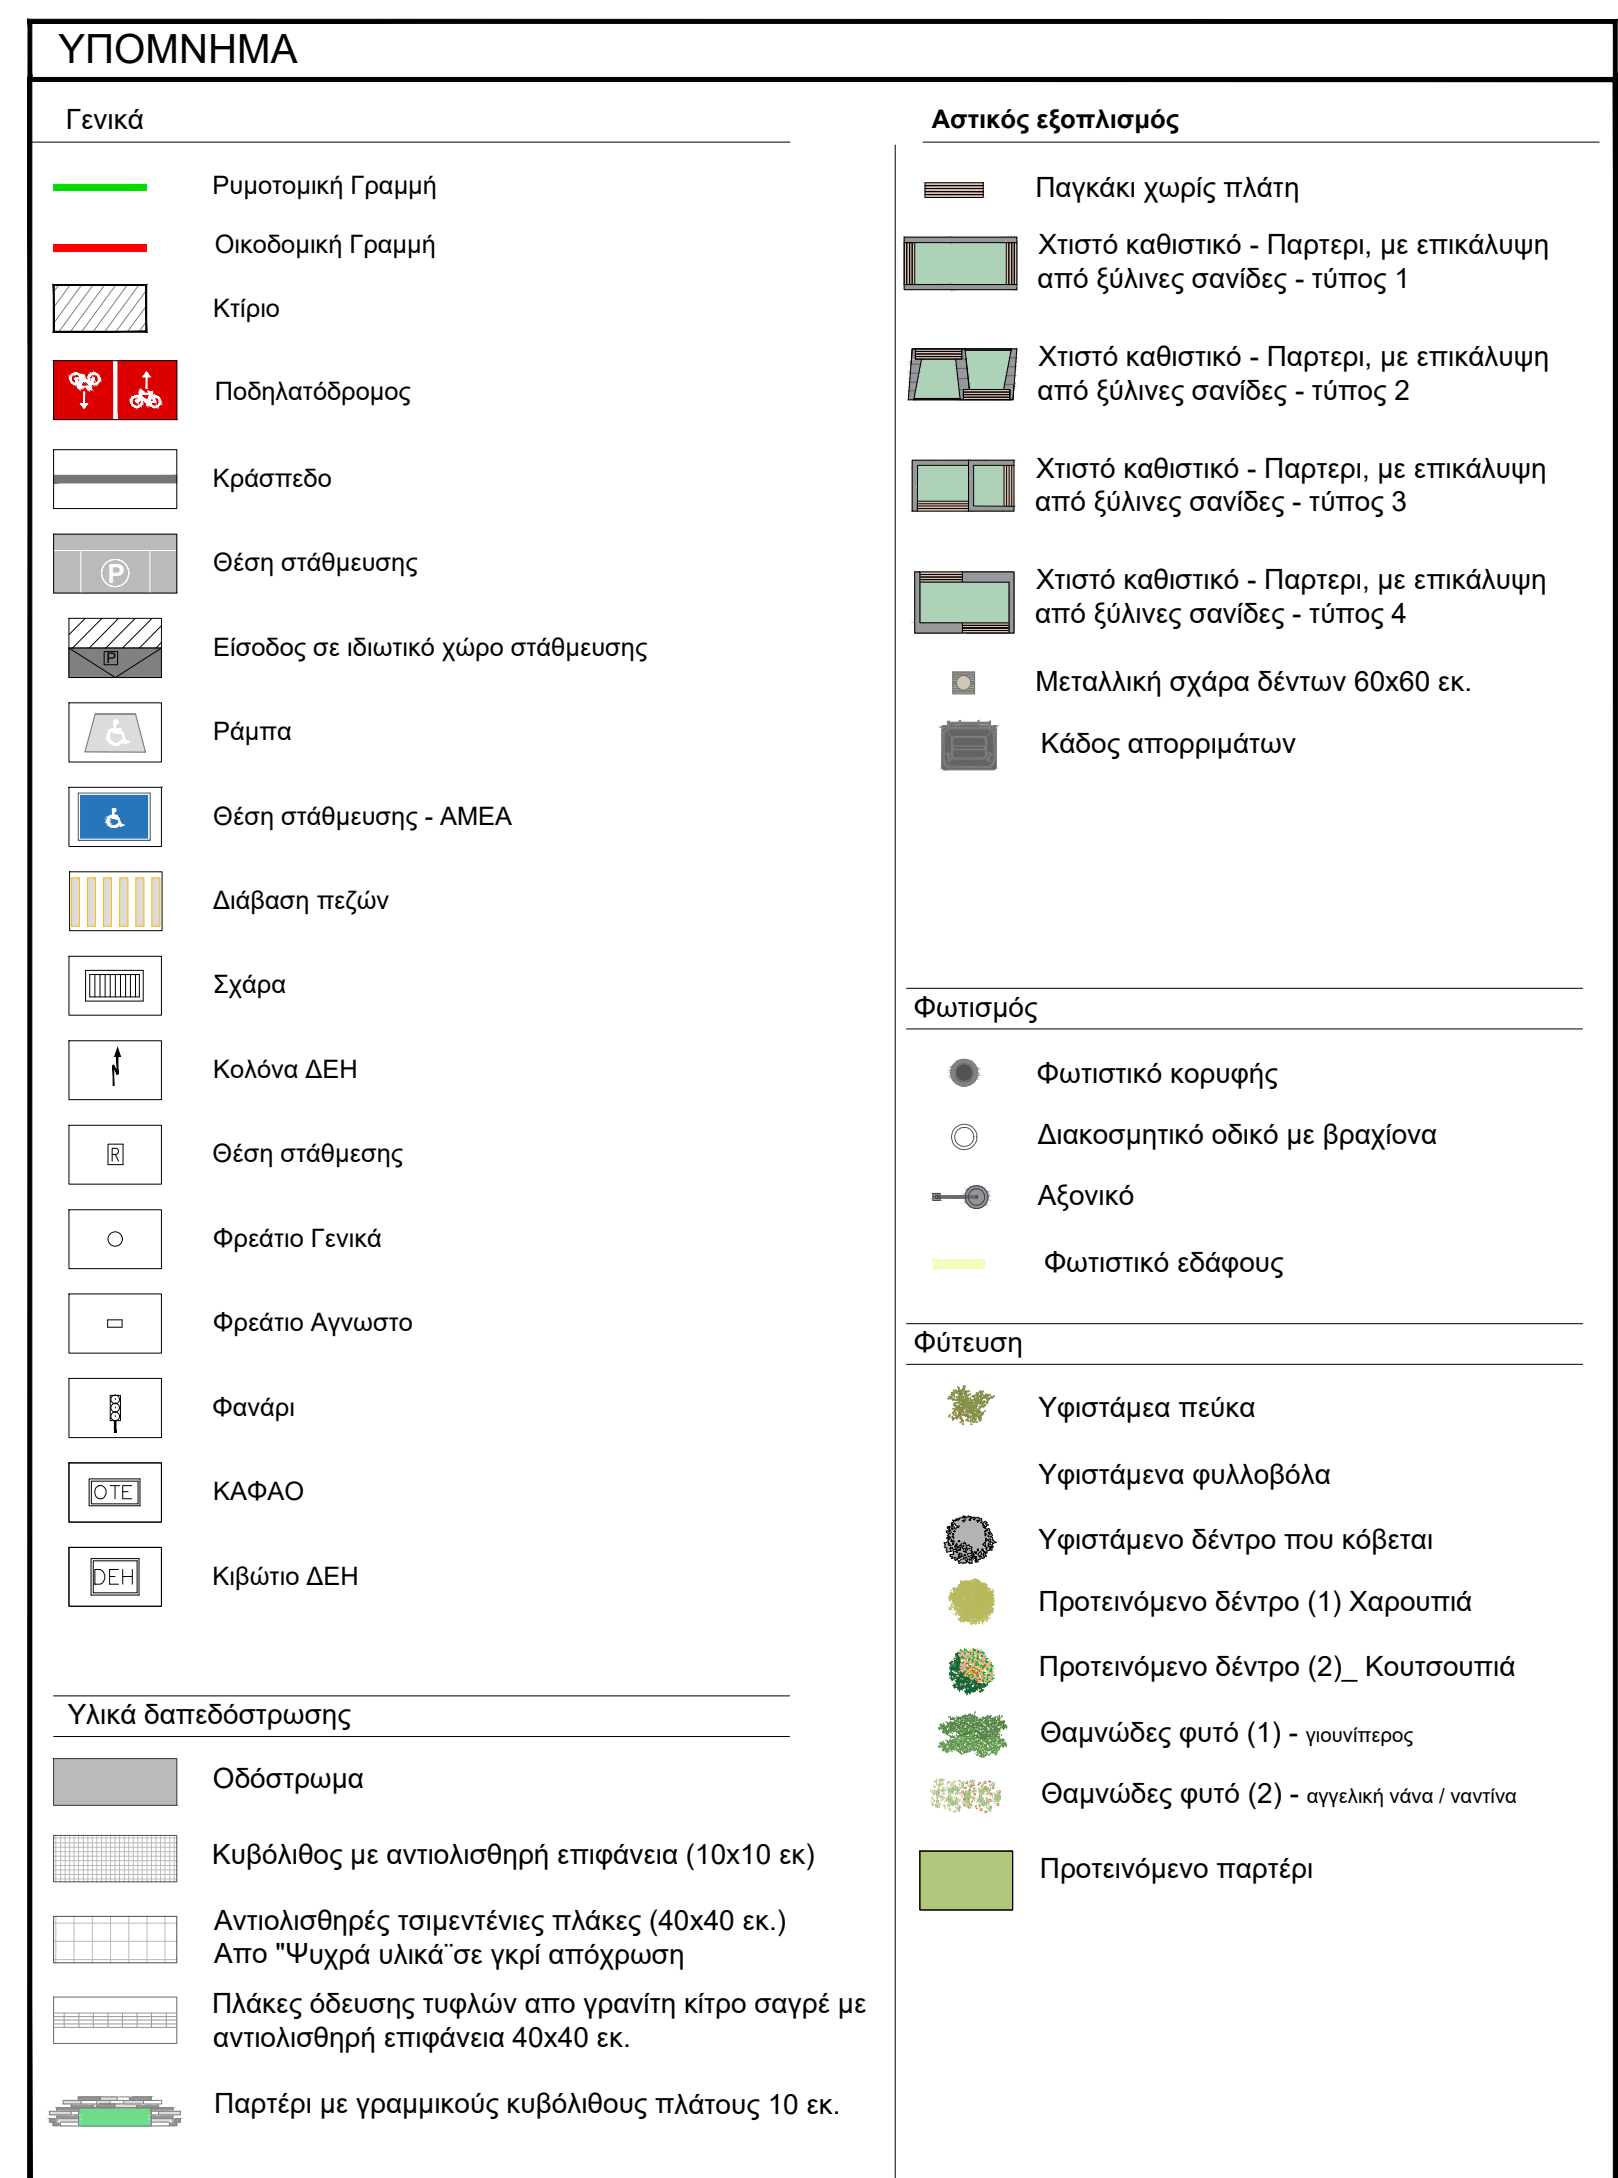 ΥΠΟΜΝΗΜΑ
Γενικά
Ρυμοτομική Γραμμή
Οικοδομική Γραμμή
Κτίριο
Ποδηλατόδρομος
Κράσπεδο
P
Θέση στάθμευσης
P
Είσοδος σε ιδιωτικό χώρο στάθμευσης
Ράμπα
Θέση στάθμευσης - ΑΜΕΑ
Διάβαση πεζών
Σχάρα
Κολόνα ΔΕΗ
R
Θέση στάθμεσης
Φρεάτιο Γενικά
Φρεάτιο Αγνωστο
Φανάρι
OTE
ΚΑΦΑΟ
DEH
Κιβώτιο ΔΕΗ
Υλικά δαπεδόστρωσης
Οδόστρωμα
Κυβόλιθος με αντιολισθηρή επιφάνεια (10x10 εκ)
Αντιολισθηρές τσιμεντένιες πλάκες (40x40 εκ.)
Απο "Ψυχρά υλικά¨σε γκρί απόχρωση
Πλάκες όδευσης τυφλών απο γρανίτη κίτρο σαγρέ με
αντιολισθηρή επιφάνεια 40x40 εκ.
Παρτέρι με γραμμικούς κυβόλιθους πλάτους 10 εκ.
Αστικός εξοπλισμός
Παγκάκι χωρίς πλάτη
Χτιστό καθιστικό - Παρτερι, με επικάλυψη
από ξύλινες σανίδες - τύπος 1
Χτιστό καθιστικό - Παρτερι, με επικάλυψη
από ξύλινες σανίδες - τύπος 2
Χτιστό καθιστικό - Παρτερι, με επικάλυψη
από ξύλινες σανίδες - τύπος 3
Χτιστό καθιστικό - Παρτερι, με επικάλυψη
από ξύλινες σανίδες - τύπος 4
Μεταλλική σχάρα δέντων 60x60 εκ.
Κάδος απορριμάτων
Φωτισμός
Φωτιστικό κορυφής
Διακοσμητικό οδικό με βραχίονα
Αξονικό
Φωτιστικό εδάφους
Φύτευση
Υφιστάμεα πεύκα
Υφιστάμενα φυλλοβόλα
Υφιστάμενο δέντρο που κόβεται
Προτεινόμενο δέντρο (1) Χαρουπιά
Προτεινόμενο δέντρο (2)_ Κουτσουπιά
Θαμνώδες φυτό (1) - γιουνίπερος
Θαμνώδες φυτό (2) - αγγελική νάνα / ναντίνα
Προτεινόμενο παρτέρι